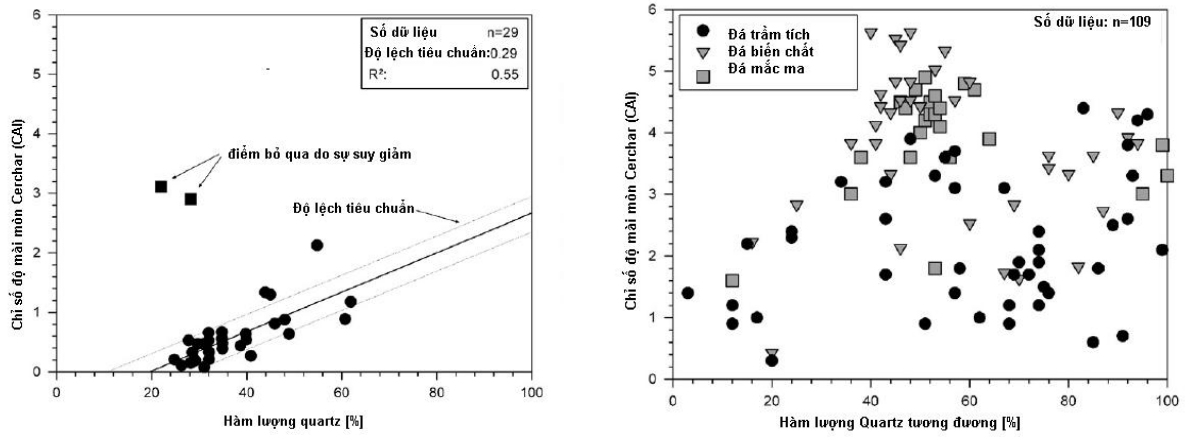 Số dữ liệu n=29
Độ lệch tiêu chuẩn:0.29
R²: 0.55
6
5
4
3
2
1
0
Chỉ số độ mài mòn Cerchar (CAI)
điểm bỏ qua do sự suy giảm
Độ lệch tiêu chuẩn
0 20 40 60 80 100
Hàm lượng quartz [%]
Số dữ liệu: n=109
Đá trầm tích
Đá biến chất
Đá mắc ma
6
5
4
3
2
1
0
Chỉ số độ mài mòn Cerchar (CAI)
0 20 40 60 80 100
Hàm lượng Quartz tương đương [%]